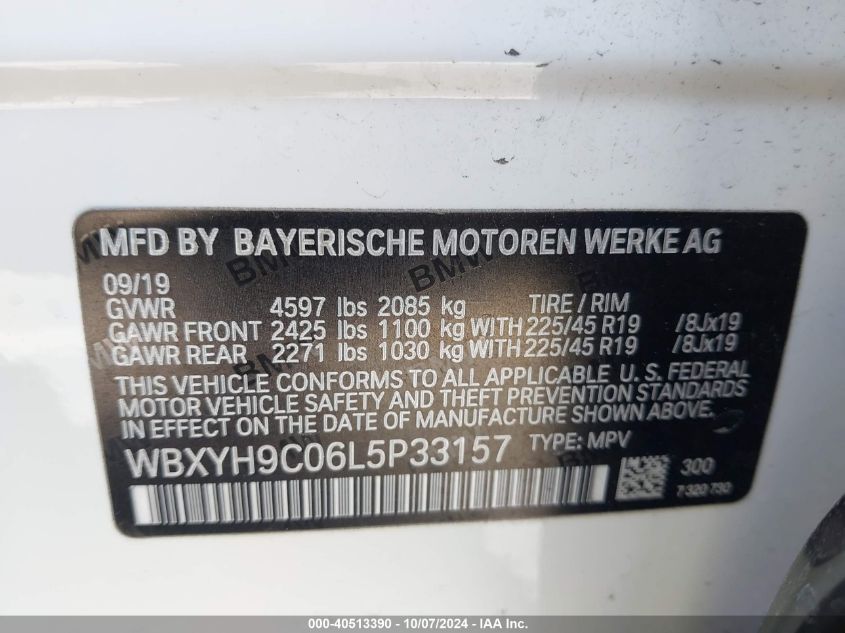 MFD BY BAYERISCHE MOTOREN WERKE AG
09/19
GVWR 4597 lbs 2085 kg TIRE / RIM
GAWR FRONT 2425 lbs 1100 kg WITH 225/45 R19 /8Jx19
GAWR REAR 2271 lbs 1030 kg WITH 225/45 R19 /8Jx19
THIS VEHICLE CONFORMS TO ALL APPLICABLE U. S. FEDERAL
MOTOR VEHICLE SAFETY AND THEFT PREVENTION STANDARDS
IN EFFECT ON THE DATE OF MANUFACTURE SHOWN ABOVE.
WBXYH9C06L5P33157 TYPE: MPV
300
7 320 730
000-40513390 - 10/07/2024 - IAA Inc.